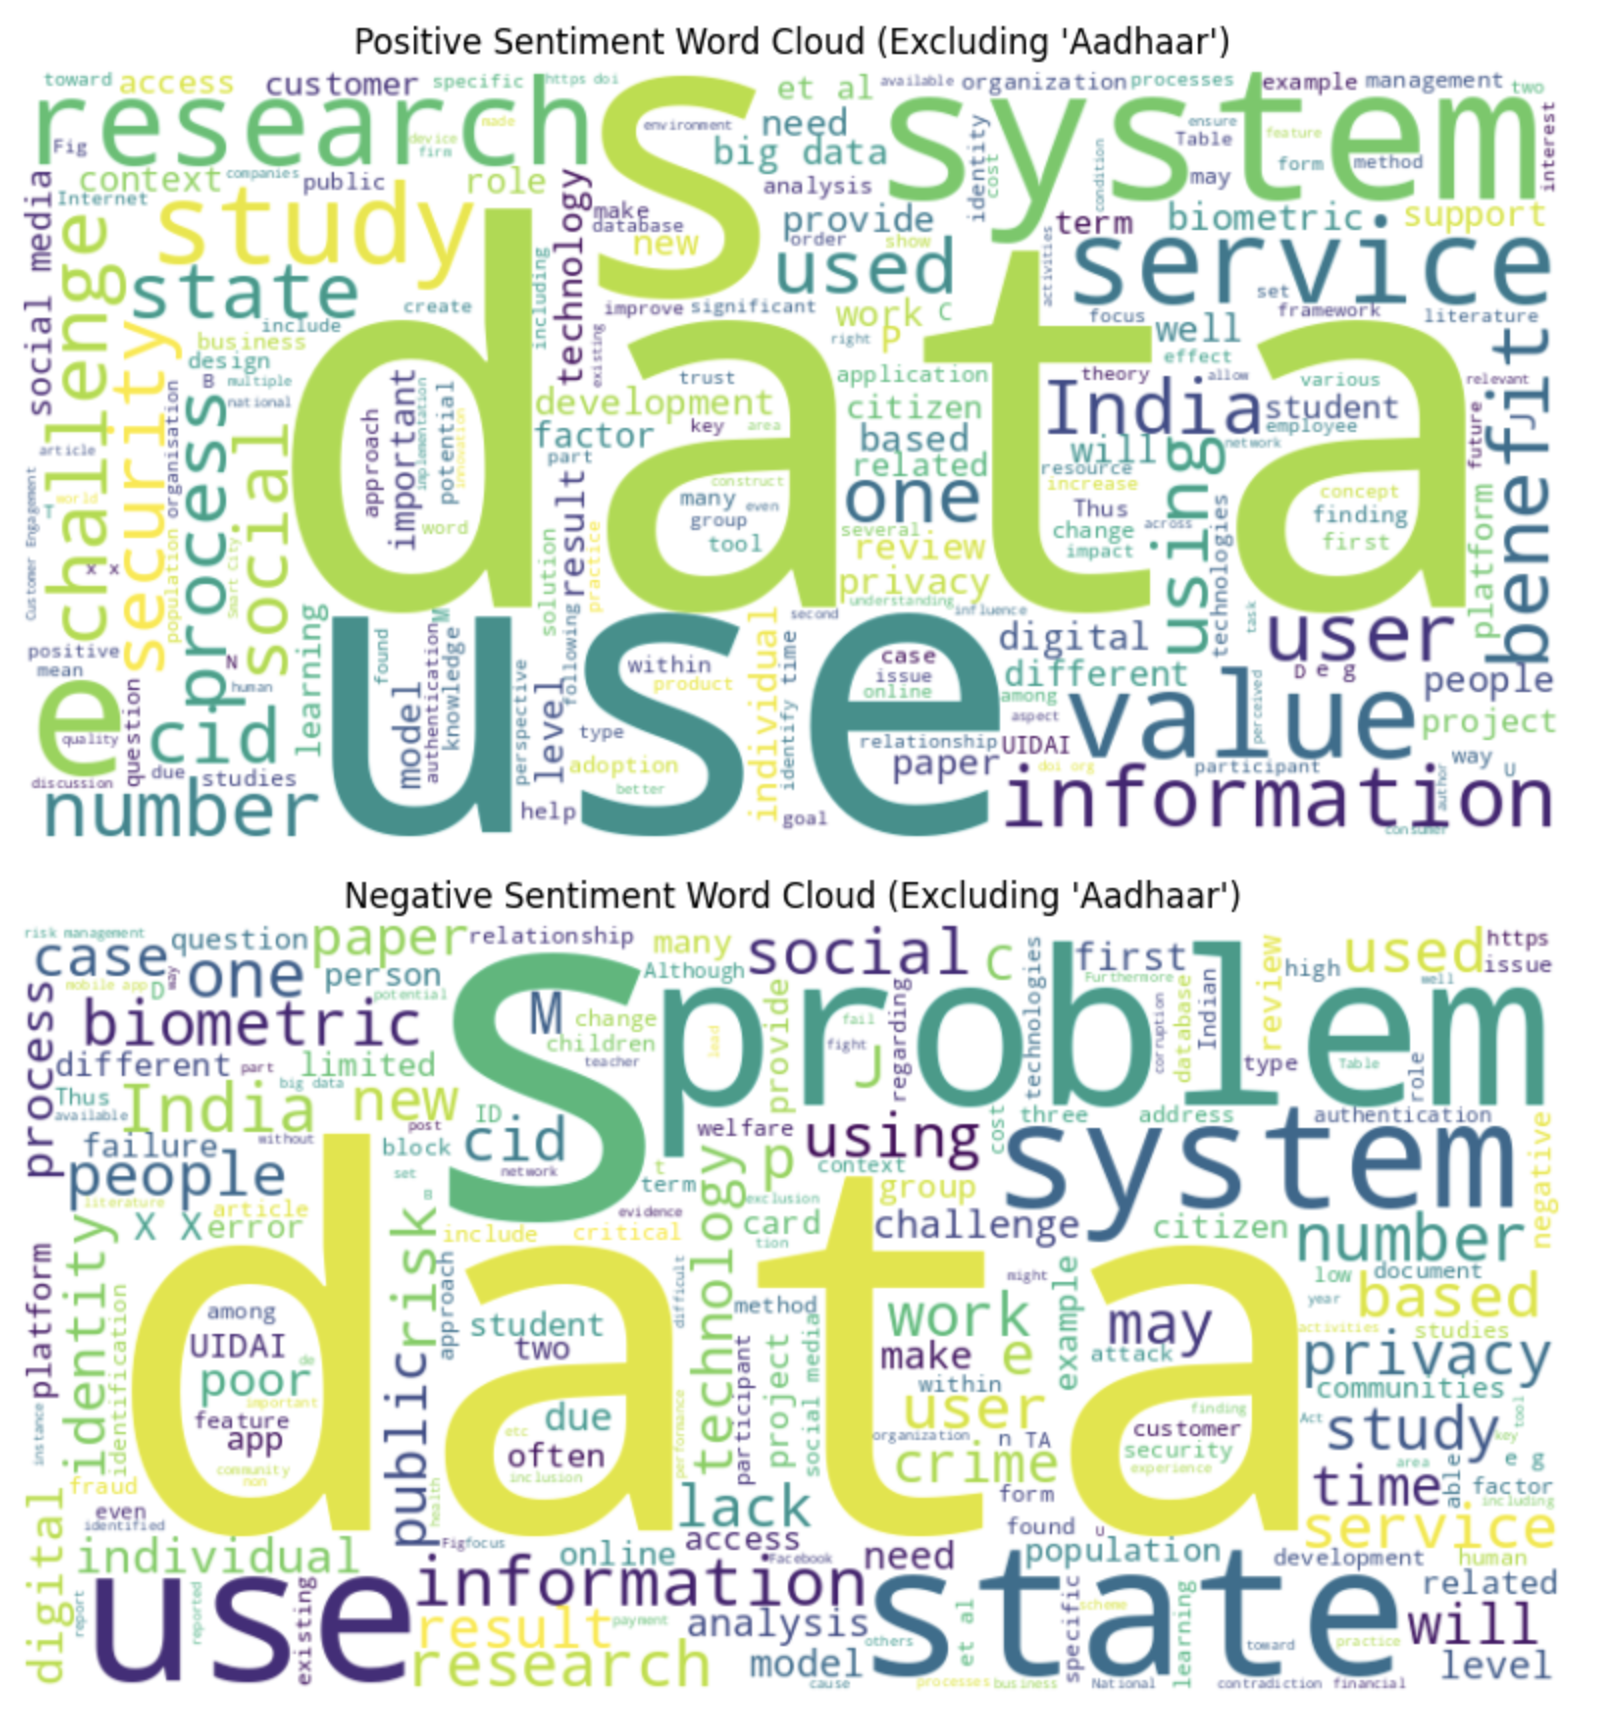 Positive Sentiment Word Cloud (Excluding 'Aadhaar')
toward access customer specific https doi et al available organization processes example management two
research s system
Fig device made firm environment need big data identity cost condition ensure Table feature form method may interest
context companies public role technology analysis
Internet social media study make database new provide order show used term biometric support
challenge state create including improve significant work C activities service set framework literature
include business design B multiple national existing right P focus well effect
security organisation process social data theory allow various relevant
approach important implementation potential innovation word
development trust key area application citizen India student employee benefit J
factor part result construct many even group tool based related one will network using resource increase future
article world T Customer Engagement x x population Smart City
solution practice several review privacy understanding influence Thus change across impact technologies concept finding first platform
positive mean e quality discussion question N human learning
use found M model authentication knowledge perspective following level
within product type adoption better help second individual identify time goal
case issue online relationship paper digital different among aspect UIDAI doi org task user
D e g people perceived value project way U
cid due studies number participant information author consumer
Negative Sentiment Word Cloud (Excluding 'Aadhaar')
risk management question paper relationship many social C first used https
case one person Although technologies Furthermore review high issue well
mobile app D may potential s M change children teacher lead provide problem fail fight J regarding corruption database Indian Table role type
process biometric different part limited
Thus available India big data new ID post cid network
welfare using cost three address authentication
failure without block set B people literature article
t term p context system negative
X X error identity include critical evidence exclusion card tion group challenge citizen number
platform identification data risk approach difficult technology method might low document year based
among UIDAI poor de important student two work make e example may attack activities studies
feature app community non due often etc inclusion performance participant project social media within user organization
privacy communities Act study key tool
instance public health n TA crime form customer finding security experience area e g
fraud even identified digital lack time able factor including service
individual Fig focus online access Facebook need found U population development human
use report reported existing information state related
result payment analysis others et al specific scheme learning toward practice will
research model cause processes business National contradiction financial level